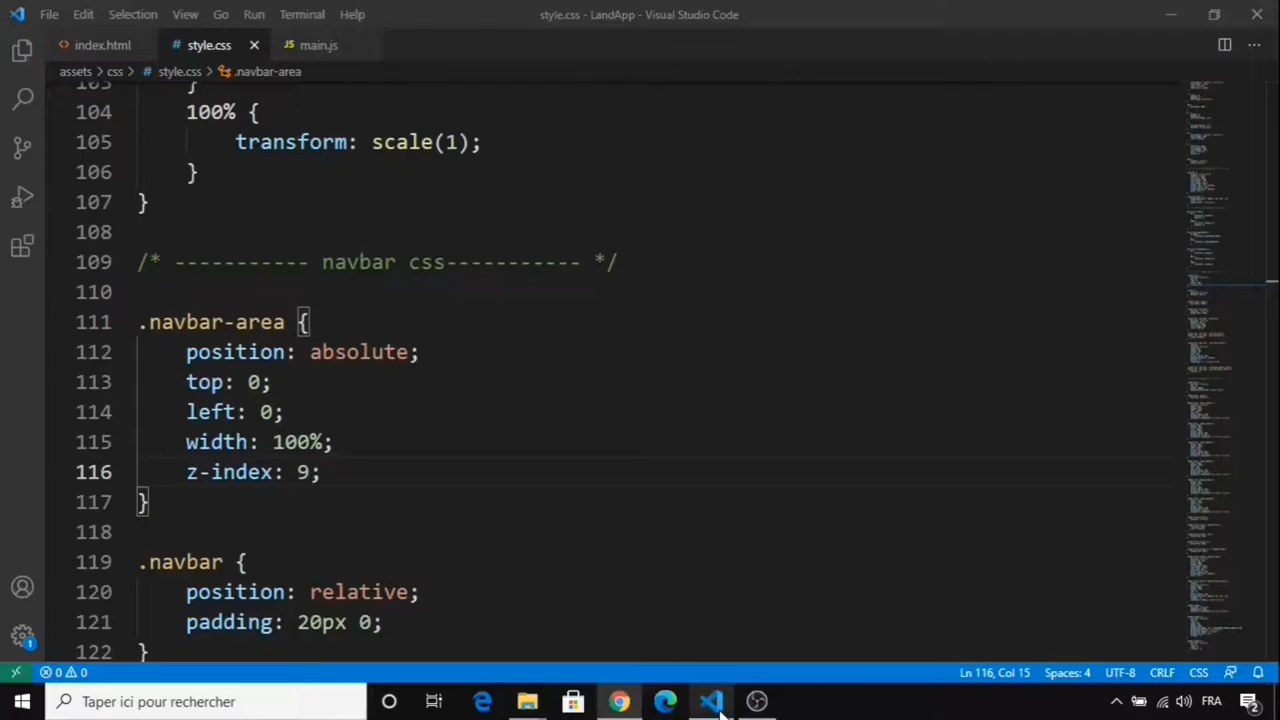 File Edit Selection View Go Run Terminal Help style.css - LandApp - Visual Studio Code
index.html # style.css main.js
assets > css > # style.css > .navbar-area
103 }
104 100% {
105 transform: scale(1);
106 }
107 }
108
109 /* ----------- navbar css----------- */
110
111 .navbar-area {
112 position: absolute;
113 top: 0;
114 left: 0;
115 width: 100%;
116 z-index: 9;
117 }
118
119 .navbar {
120 position: relative;
121 padding: 20px 0;
122 }
1
0 0 Ln 116, Col 15 Spaces: 4 UTF-8 CRLF CSS
Taper ici pour rechercher FRA 2